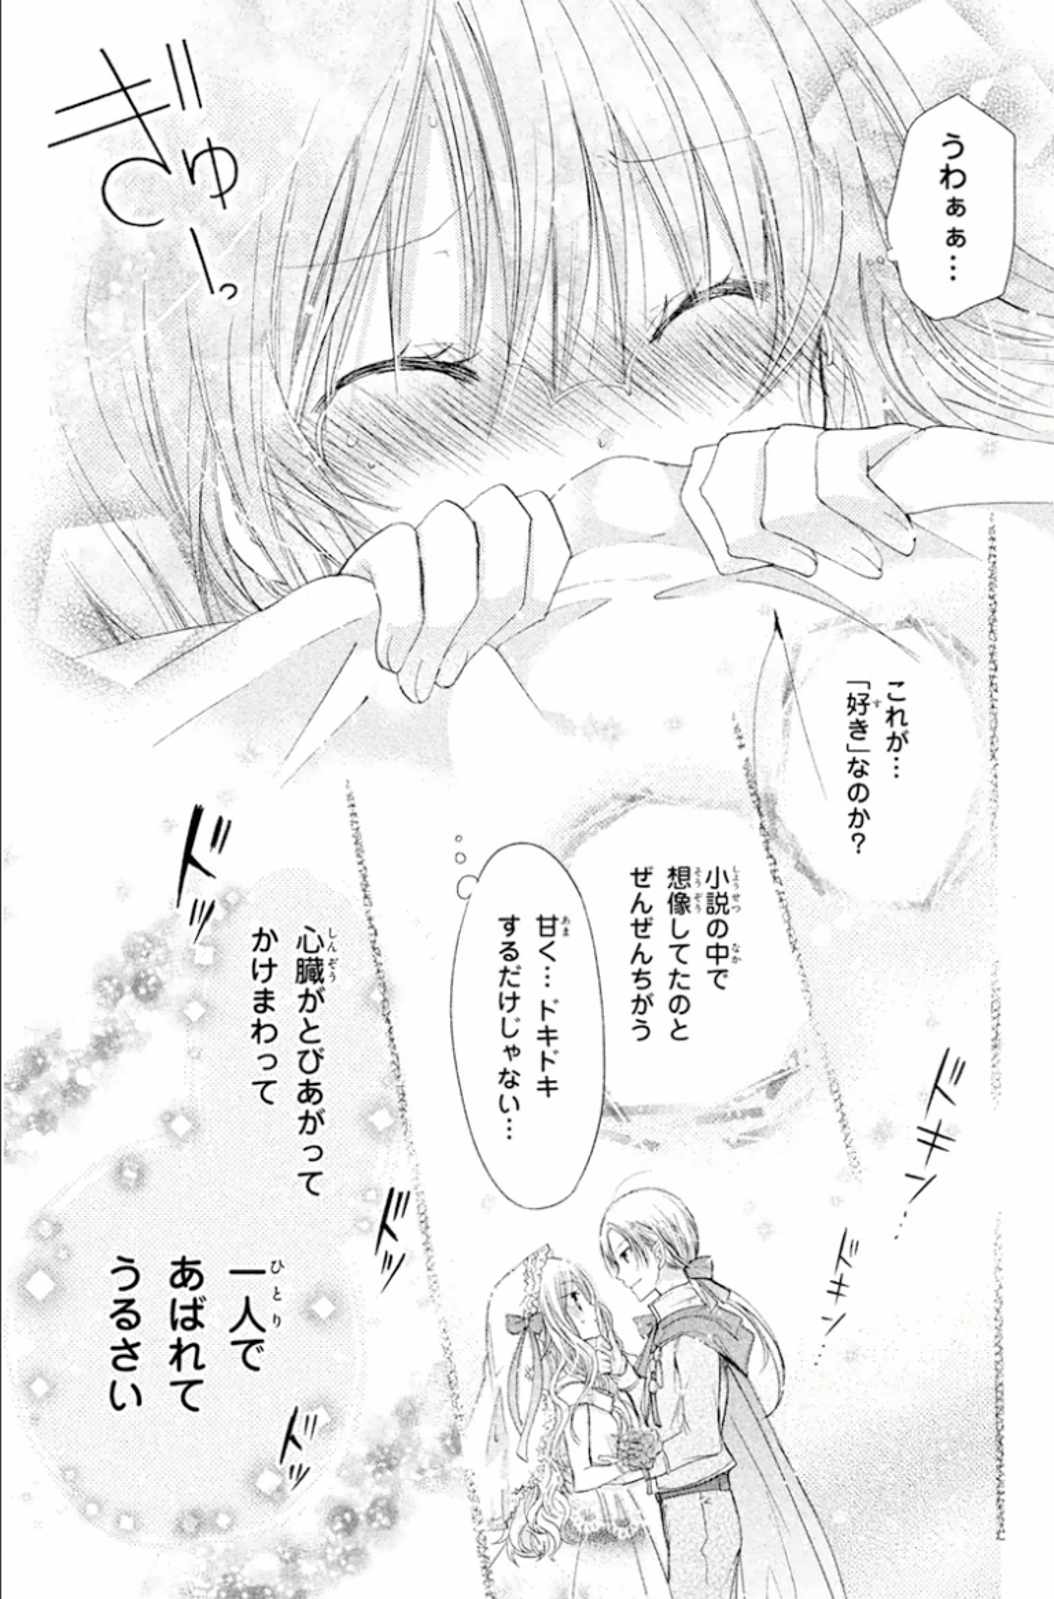 うわぁぁ…
ぎゅーっ
これが…
「好き」なのか?
小説の中で
想像してたのと
ぜんぜんちがう
甘く…ドキドキ
するだけじゃない…
ドキン…
ドキン…
ドッ
心臓がとびあがって
かけまわって
ドッ
一人で
あばれて
うるさい
ドッ